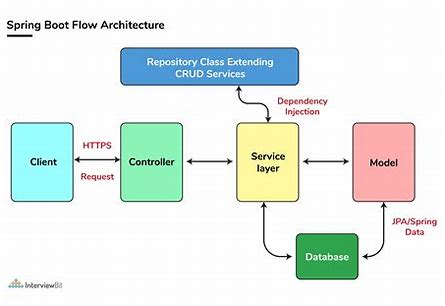 Spring Boot Flow Architecture
Repository Class Extending
CRUD Services
Dependency
Injection
HTTPS
Request
Client
Controller
Service
layer
Model
JPA/Spring
Data
Database
InterviewBit